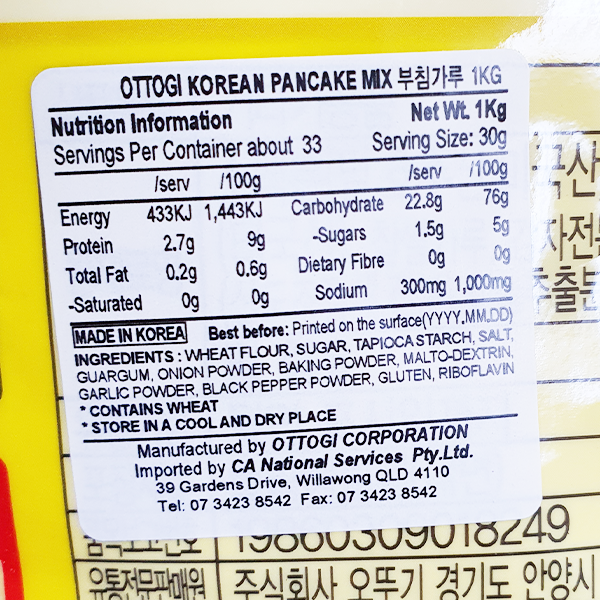 OTTOGI KOREAN PANCAKE MIX 부침가루 1KG
Nutrition Information Net Wt. 1Kg
Servings Per Container about 33 Serving Size: 30g
/serv /100g /serv /100g
Energy 433KJ 1,443KJ Carbohydrate 22.8g 76g
Protein 2.7g 9g -Sugars 1.5g 5g
Total Fat 0.2g 0.6g Dietary Fibre 0g 0g
-Saturated 0g 0g Sodium 300mg 1,000mg
MADE IN KOREA Best before: Printed on the surface(YYYY.MM.DD)
INGREDIENTS : WHEAT FLOUR, SUGAR, TAPIOCA STARCH, SALT,
GUARGUM, ONION POWDER, BAKING POWDER, MALTO-DEXTRIN,
GARLIC POWDER, BLACK PEPPER POWDER, GLUTEN, RIBOFLAVIN
* CONTAINS WHEAT
* STORE IN A COOL AND DRY PLACE
Manufactured by OTTOGI CORPORATION
Imported by CA National Services Pty.Ltd.
39 Gardens Drive, Willawong QLD 4110
Tel: 07 3423 8542 Fax: 07 3423 8542
19860309018249
유통전문판매원 주식회사 오뚜기 경기도 안양시